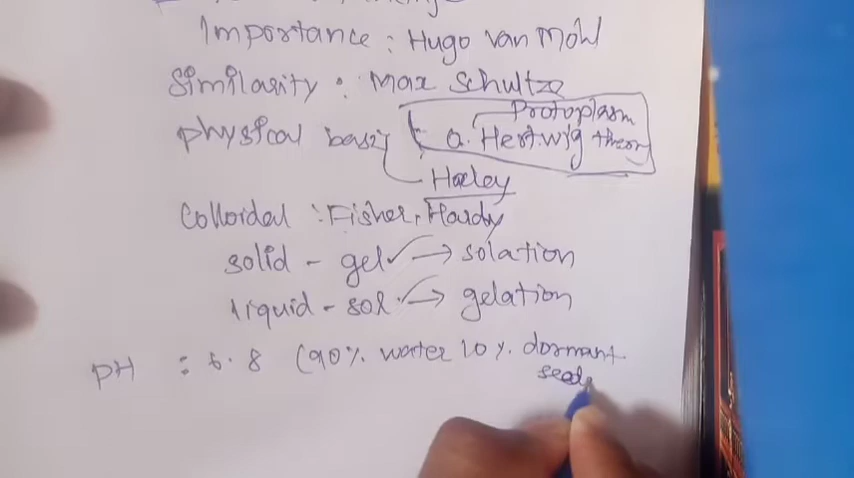 Importance : Hugo Van Mohl
Similarity : Max Schultze
Protoplasm
Physical basis O. Hertwig theory
Huxley
Colloidal : Fisher, Hardy
solid - gel → solation
liquid - sol → gelation
PH : 6.8 (90% water 10% dormant
seeds